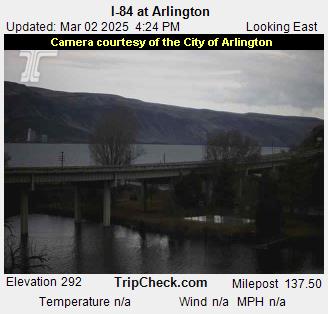 I-84 at Arlington
Updated: Mar 02 2025 4:24 PM Looking East
Camera courtesy of the City of Arlington
Elevation 292 TripCheck.com Milepost 137.50
Temperature n/a Wind n/a MPH n/a